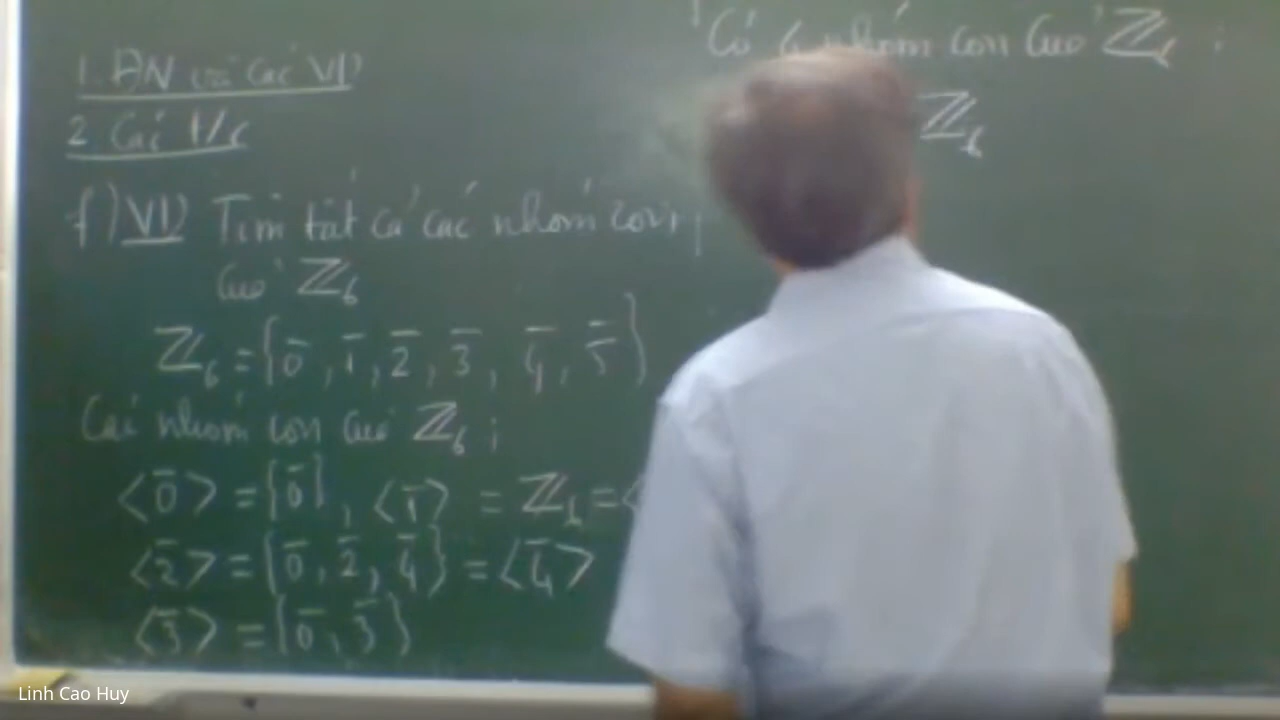 1. ĐN và các VD
2. Các t/c
f) VD Tìm tất cả các nhóm con
của ℤ₆
ℤ₆ = {0̄, 1̄, 2̄, 3̄, 4̄, 5̄}
Các nhóm con của ℤ₆ :
<0̄> = {0̄}, <1̄> = ℤ₆ = <
<2̄> = {0̄, 2̄, 4̄} = <4̄>
<3̄> = {0̄, 3̄}
Có 4 nhóm con của ℤ₆ :
ℤ₆
Linh Cao Huy